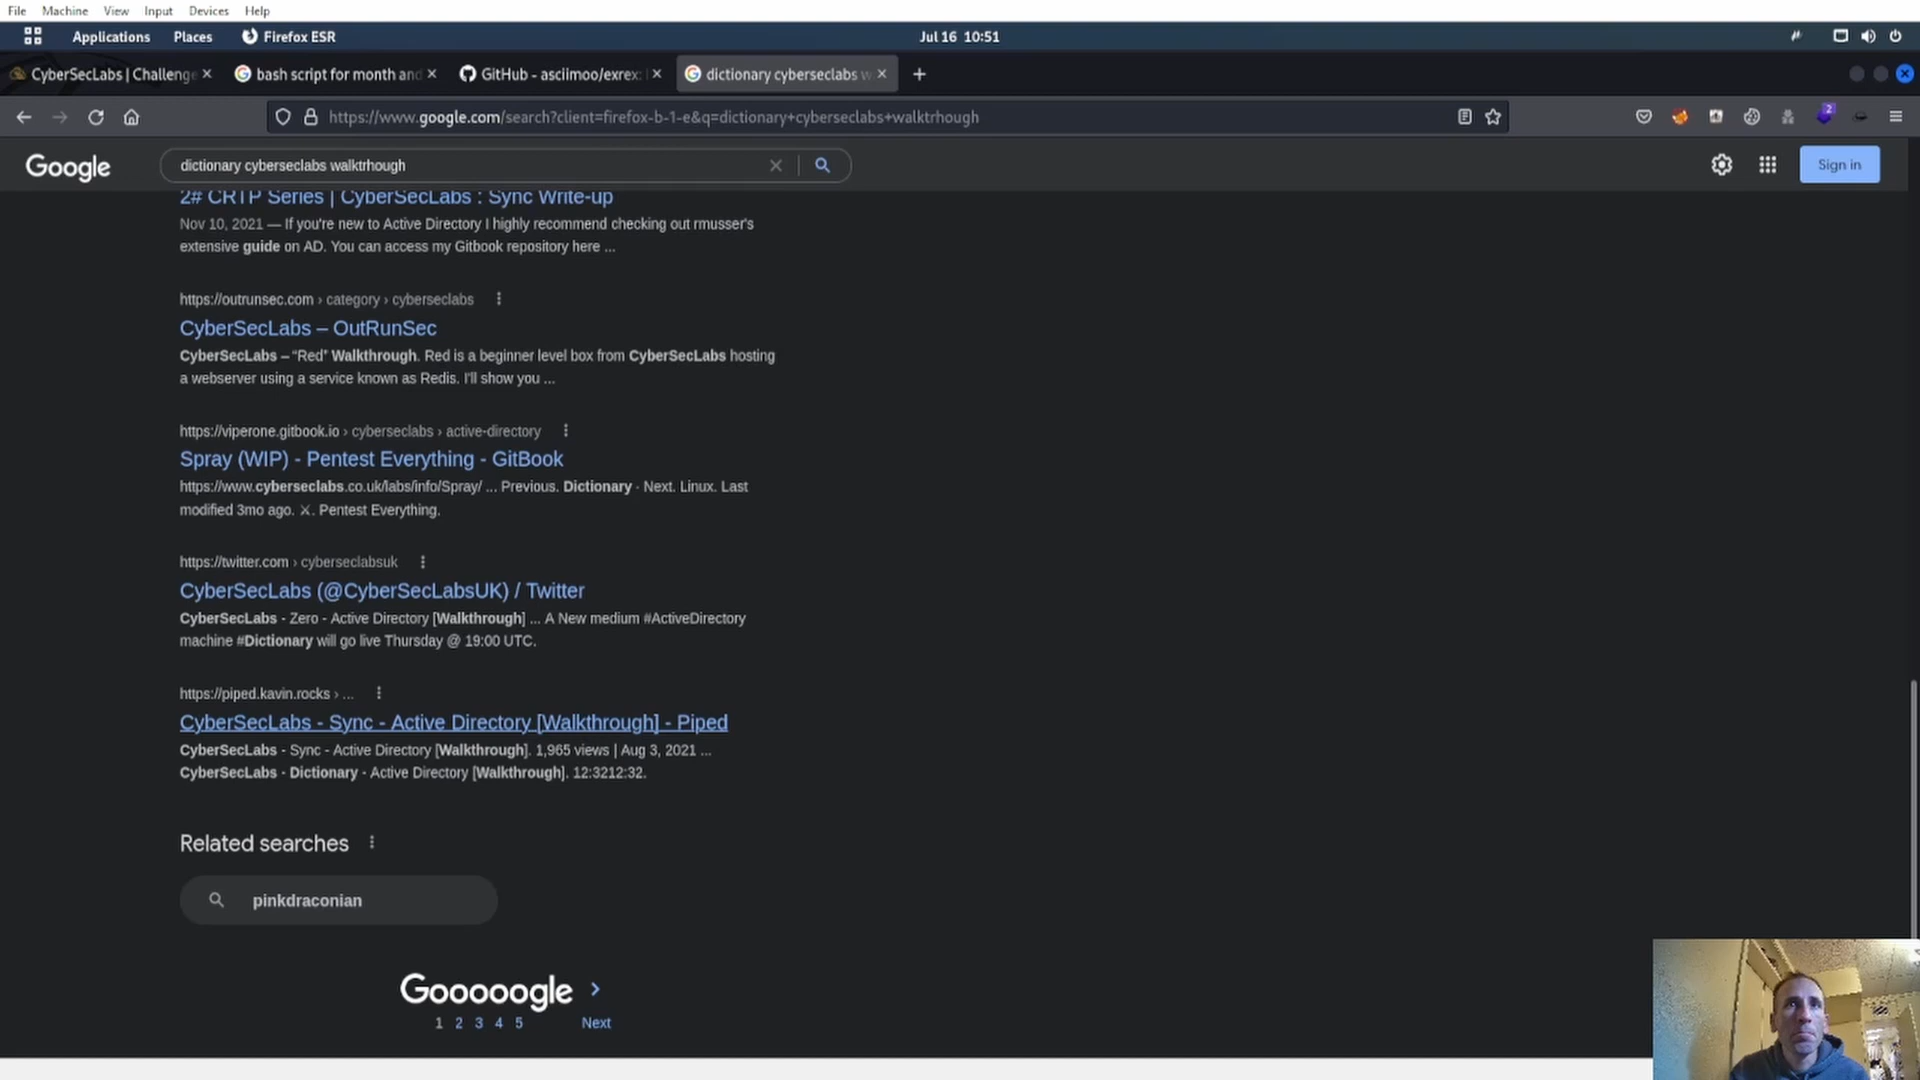 File Machine View Input Devices Help
Applications Places Firefox ESR Jul 16 10:51
CyberSecLabs | Challenge bash script for month and GitHub - asciimoo/exrex: dictionary cyberseclabs w
https://www.google.com/search?client=firefox-b-1-e&q=dictionary+cyberseclabs+walktrhough 2
Google dictionary cyberseclabs walktrhough Sign in
2# CRTP Series | CyberSecLabs : Sync Write-up
Nov 10, 2021 — If you're new to Active Directory I highly recommend checking out rmusser's
extensive guide on AD. You can access my Gitbook repository here ...
https://outrunsec.com › category › cyberseclabs
CyberSecLabs – OutRunSec
CyberSecLabs – "Red" Walkthrough. Red is a beginner level box from CyberSecLabs hosting
a webserver using a service known as Redis. I'll show you ...
https://viperone.gitbook.io › cyberseclabs › active-directory
Spray (WIP) - Pentest Everything - GitBook
https://www.cyberseclabs.co.uk/labs/info/Spray/ ... Previous. Dictionary · Next. Linux. Last
modified 3mo ago. ⚔. Pentest Everything.
https://twitter.com › cyberseclabsuk
CyberSecLabs (@CyberSecLabsUK) / Twitter
CyberSecLabs - Zero - Active Directory [Walkthrough] ... A New medium #ActiveDirectory
machine #Dictionary will go live Thursday @ 19:00 UTC.
https://piped.kavin.rocks › ...
CyberSecLabs - Sync - Active Directory [Walkthrough] - Piped
CyberSecLabs - Sync - Active Directory [Walkthrough]. 1,965 views | Aug 3, 2021 ...
CyberSecLabs - Dictionary - Active Directory [Walkthrough]. 12:3212:32.
Related searches
pinkdraconian
Gooooogle
1 2 3 4 5 Next